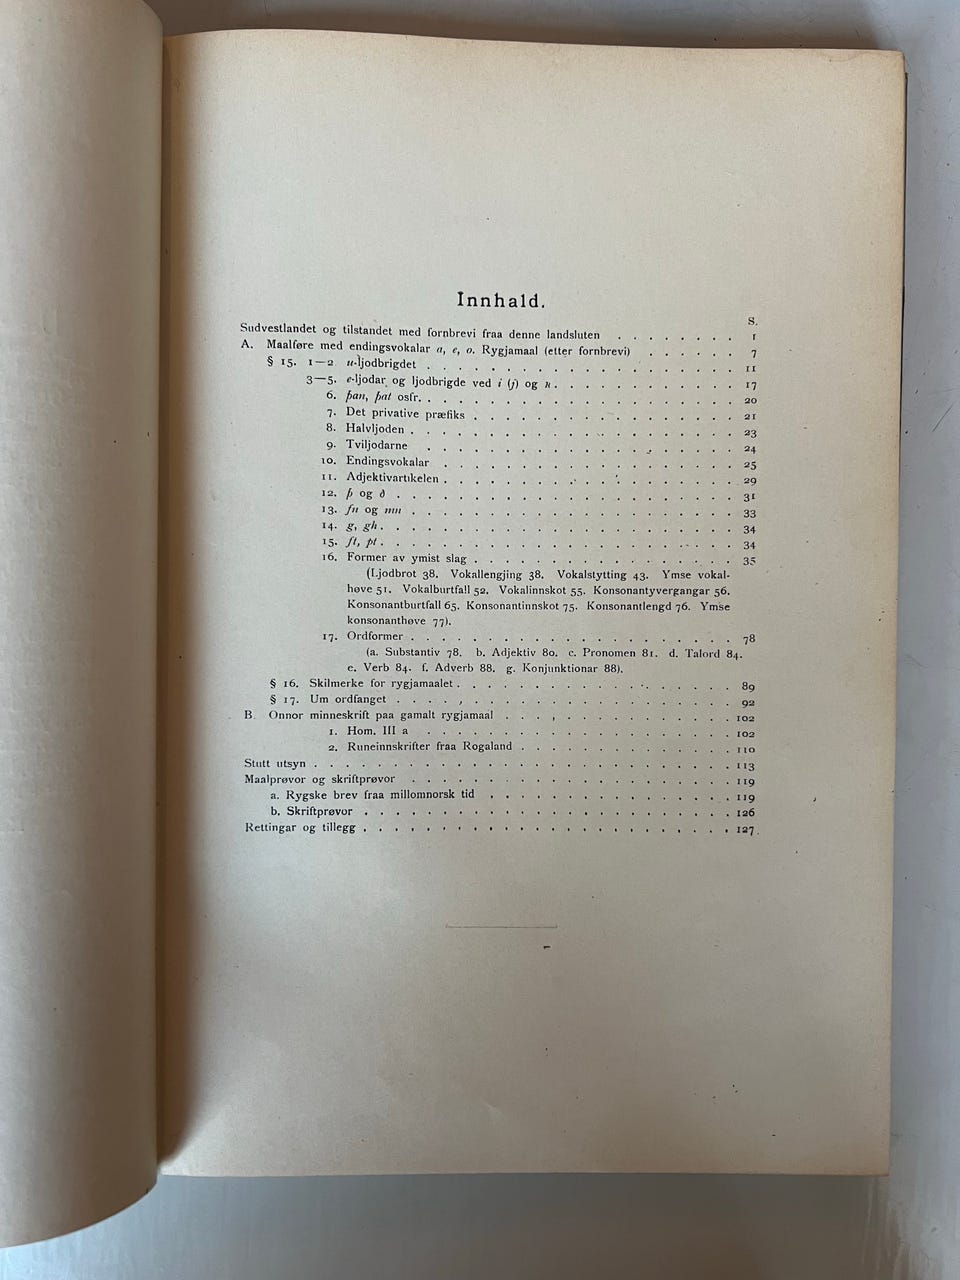 Innhald.
S.
Sudvestlandet og tilstandet med fornbrevi fraa denne landsluten . . . . . . . 1
A. Maalføre med endingsvokalar a, e, o. Rygjamaal (etter fornbrevi) . . . . . . 7
§ 15. 1—2 u-ljodbrigdet . . . . . . . . . . . . . . . . 11
3—5. e-ljodar og ljodbrigde ved i (j) og ʀ . . . . . . . . . . 17
6. þan, þat osfr. . . . . . . . . . . . . . . . . 20
7. Det privative præfiks . . . . . . . . . . . . . . 21
8. Halvljoden . . . . . . . . . . . . . . . . . 23
9. Tviljodarne . . . . . . . . . . . . . . . . 24
10. Endingsvokalar . . . . . . . . . . . . . . . 25
11. Adjektivartikelen . . . . . . . . . . . . . . . 29
12. þ og ð . . . . . . . . . . . . . . . . . . 31
13. fn og mn . . . . . . . . . . . . . . . . . 33
14. g, gh . . . . . . . . . . . . . . . . . . 34
15. ft, pt . . . . . . . . . . . . . . . . . . 34
16. Former av ymist slag . . . . . . . . . . . . . . 35
(Ljodbrot 38. Vokallengjing 38. Vokalstytting 43. Ymse vokal-
høve 51. Vokalburtfall 52. Vokalinnskot 55. Konsonantyvergangar 56.
Konsonantburtfall 65. Konsonantinnskot 75. Konsonantlengd 76. Ymse
konsonanthøve 77).
17. Ordformer . . . . . . . . . . . . . . . . . 78
(a. Substantiv 78. b. Adjektiv 80. c. Pronomen 81. d. Talord 84.
e. Verb 84. f. Adverb 88. g. Konjunktionar 88).
§ 16. Skilmerke for rygjamaalet . . . . . . . . . . . . . . 89
§ 17. Um ordfanget . . . . . . . . . . . . . . . . . . 92
B. Onnor minneskrift paa gamalt rygjamaal . . . . . . . . . . . . 102
1. Hom. III a . . . . . . . . . . . . . . . . 102
2. Runeinnskrifter fraa Rogaland . . . . . . . . . . . 110
Stutt utsyn . . . . . . . . . . . . . . . . . . . . . . 113
Maalprøvor og skriftprøvor . . . . . . . . . . . . . . . . . 119
a. Rygske brev fraa millomnorsk tid . . . . . . . . . . . . . 119
b. Skriftprøvor . . . . . . . . . . . . . . . . . . . 126
Rettingar og tillegg . . . . . . . . . . . . . . . . . . . 127